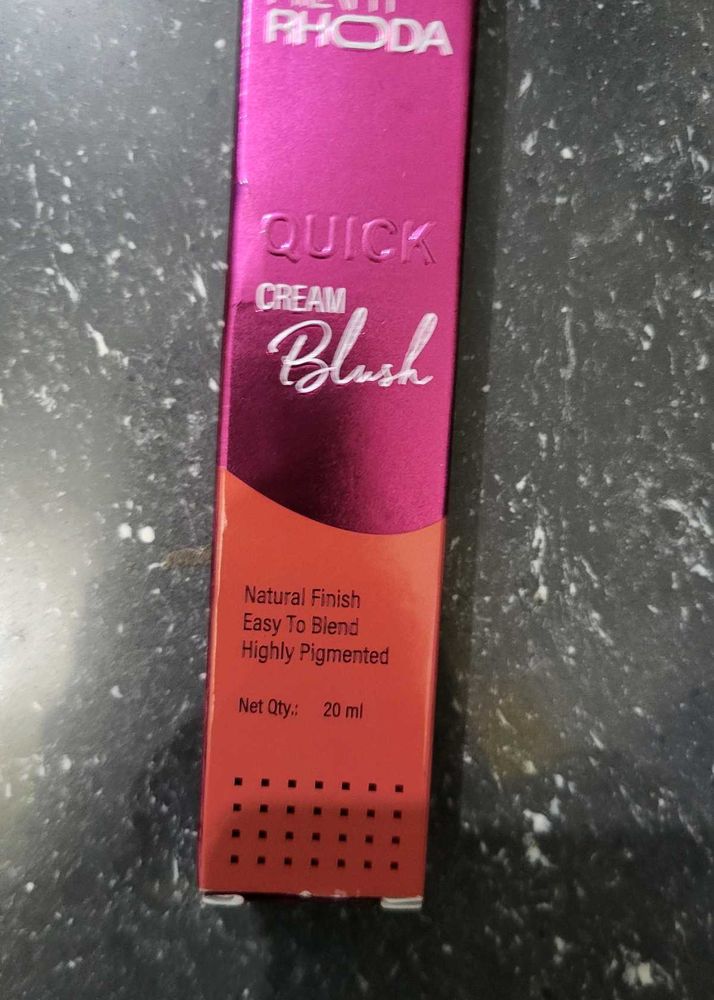 RHODA
QUICK
CREAM
Blush
Natural Finish
Easy To Blend
Highly Pigmented
Net Qty.: 20 ml